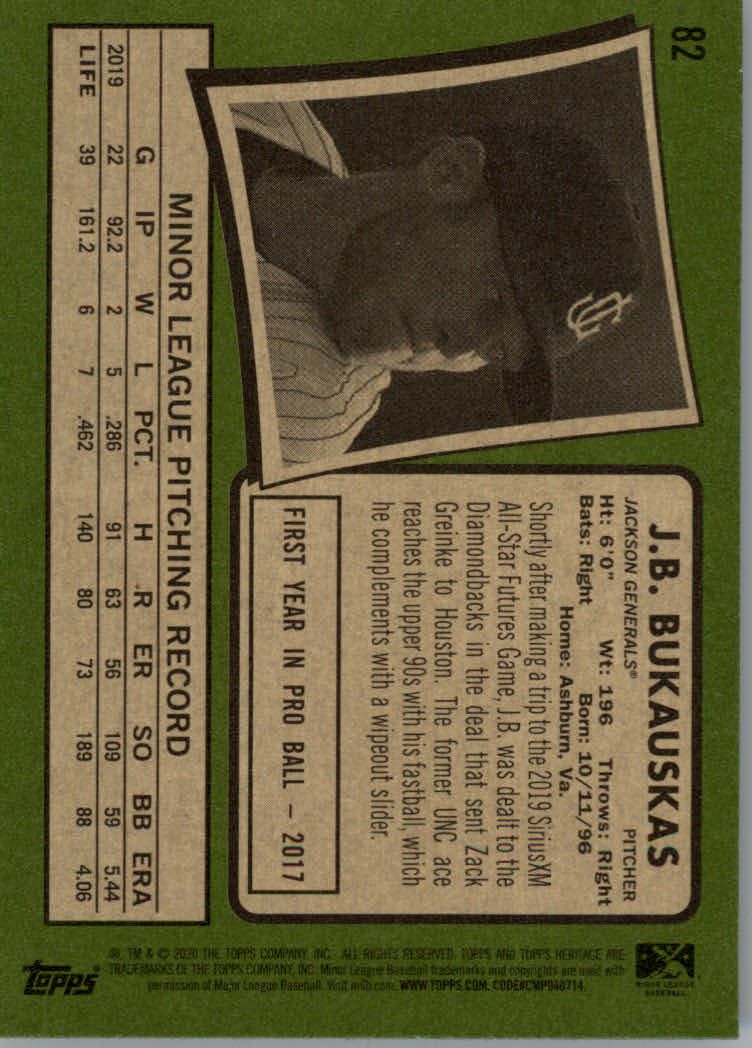 82
J.B. BUKAUSKAS
JACKSON GENERALS® PITCHER
Ht: 6'0" Wt: 196 Throws: Right
Bats: Right Born: 10/11/96
Home: Ashburn, Va.
Shortly after making a trip to the 2019 SiriusXM
All-Star Futures Game, J.B. was dealt to the
Diamondbacks in the deal that sent Zack
Greinke to Houston. The former UNC ace
reaches the upper 90s with his fastball, which
he complements with a wipeout slider.
FIRST YEAR IN PRO BALL – 2017
MINOR LEAGUE PITCHING RECORD
G IP W L PCT. H R ER SO BB ERA
2019 22 92.2 2 5 .286 91 63 56 109 59 5.44
LIFE 39 161.2 6 7 .462 140 80 73 189 88 4.06
MINOR LEAGUE
BASEBALL
®, TM & © 2020 THE TOPPS COMPANY, INC. ALL RIGHTS RESERVED. TOPPS AND TOPPS HERITAGE ARE
TRADEMARKS OF THE TOPPS COMPANY, INC. Minor League Baseball trademarks and copyrights are used with
permission of Major League Baseball. Visit milb.com. WWW.TOPPS.COM. CODE#CMP046714
Topps®